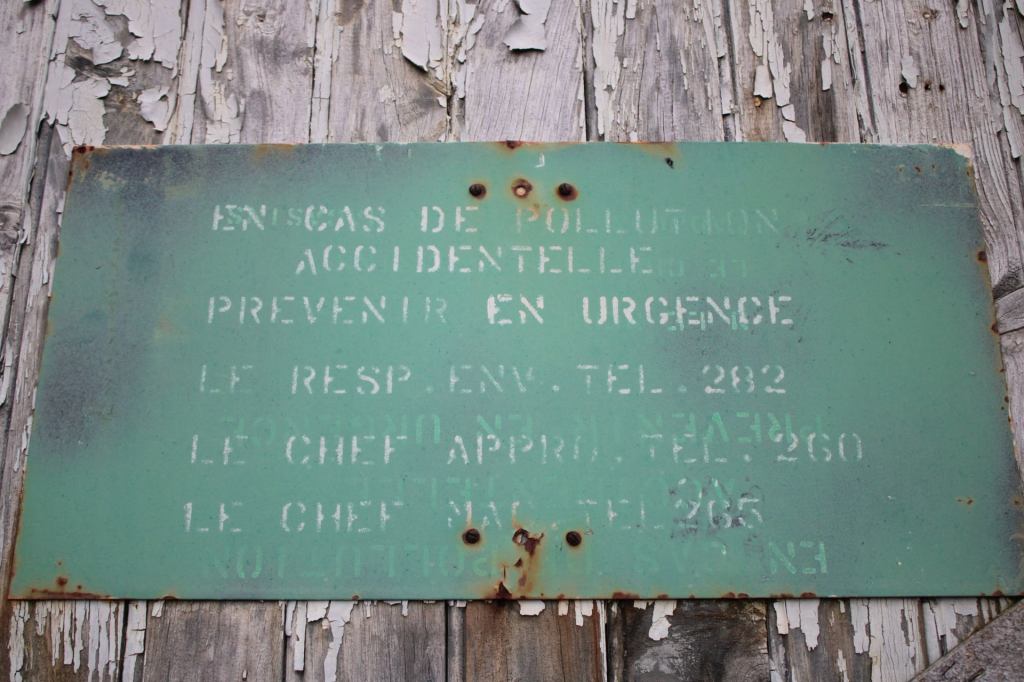 EN CAS DE POLLUTION
ACCIDENTELLE
PREVENIR EN URGENCE
LE RESP. ENV. TEL. 282
LE CHEF APPRO. TEL. 260
LE CHEF MAG. TEL 265